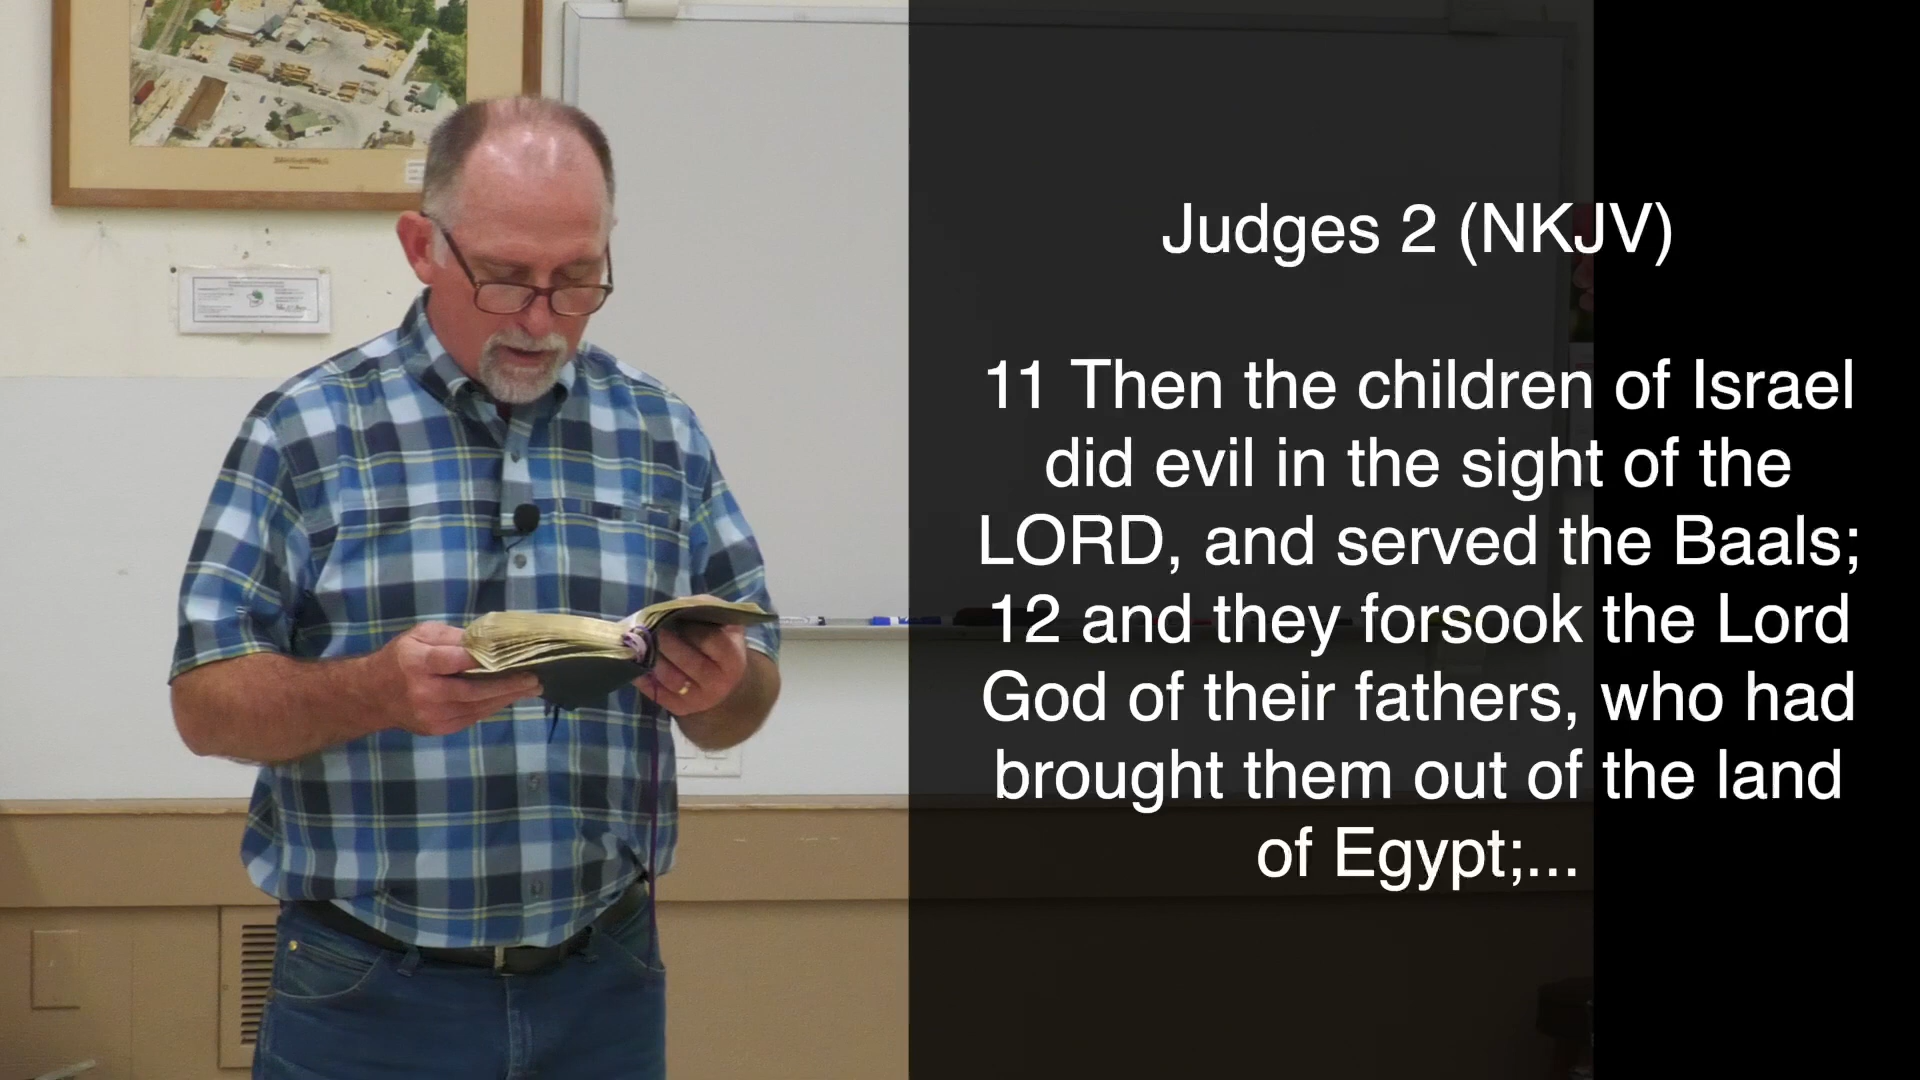 Judges 2 (NKJV)
11 Then the children of Israel
did evil in the sight of the
LORD, and served the Baals;
12 and they forsook the Lord
God of their fathers, who had
brought them out of the land
of Egypt;...